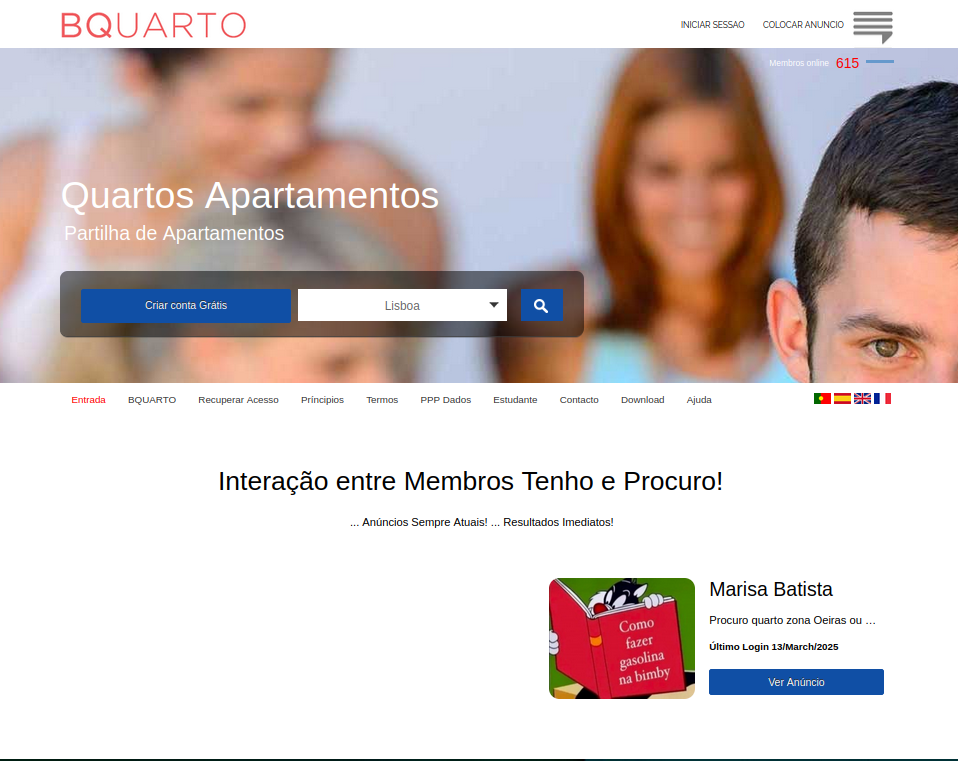 BQUARTO
INICIAR SESSAO
COLOCAR ANUNCIO
Membros online 615
Quartos Apartamentos
Partilha de Apartamentos
Criar conta Grátis
Lisboa
Entrada
BQUARTO
Recuperar Acesso
Príncipios
Termos
PPP Dados
Estudante
Contacto
Download
Ajuda
Interação entre Membros Tenho e Procuro!
... Anúncios Sempre Atuais! ... Resultados Imediatos!
Como
fazer
gasolina
na bimby
Marisa Batista
Procuro quarto zona Oeiras ou ...
Último Login 13/March/2025
Ver Anúncio